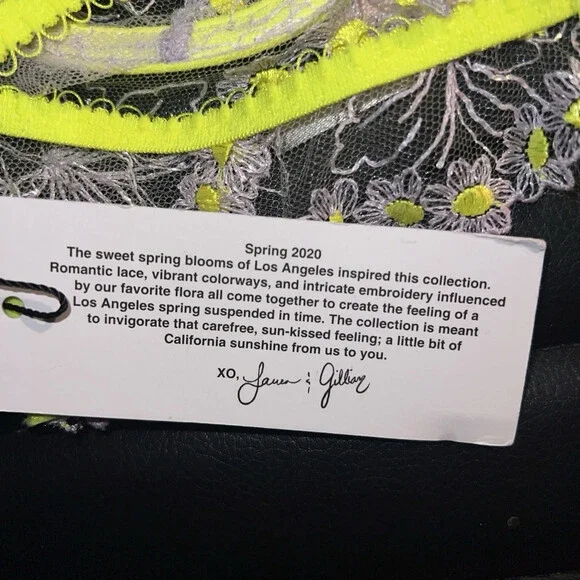 Spring 2020
The sweet spring blooms of Los Angeles inspired this collection.
Romantic lace, vibrant colorways, and intricate embroidery influenced
by our favorite flora all come together to create the feeling of a
Los Angeles spring suspended in time. The collection is meant
to invigorate that carefree, sun-kissed feeling; a little bit of
California sunshine from us to you.
XO, Lauren & Gillian